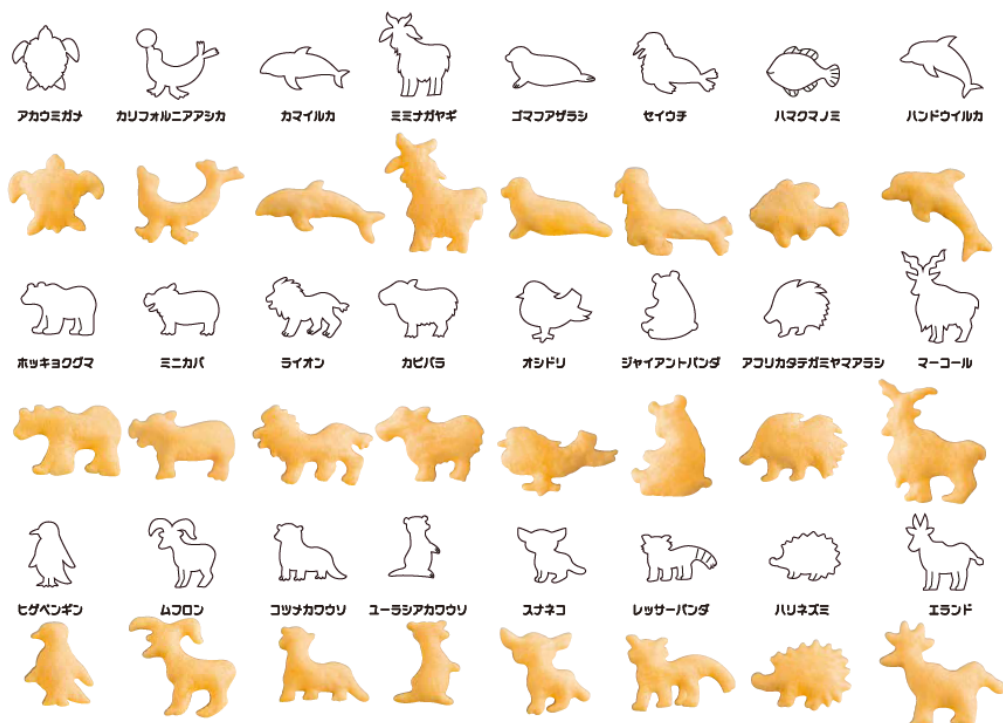 アカウミガメ
カリフォルニアアシカ
カマイルカ
ミミナガヤギ
ゴマフアザラシ
セイウチ
ハマクマノミ
ハンドウイルカ
ホッキョクグマ
ミニカバ
ライオン
カピバラ
オシドリ
ジャイアントパンダ
アフリカタテガミヤマアラシ
マーコール
ヒゲペンギン
ムフロン
コツメカワウソ
ユーラシアカワウソ
スナネコ
レッサーパンダ
ハリネズミ
エランド